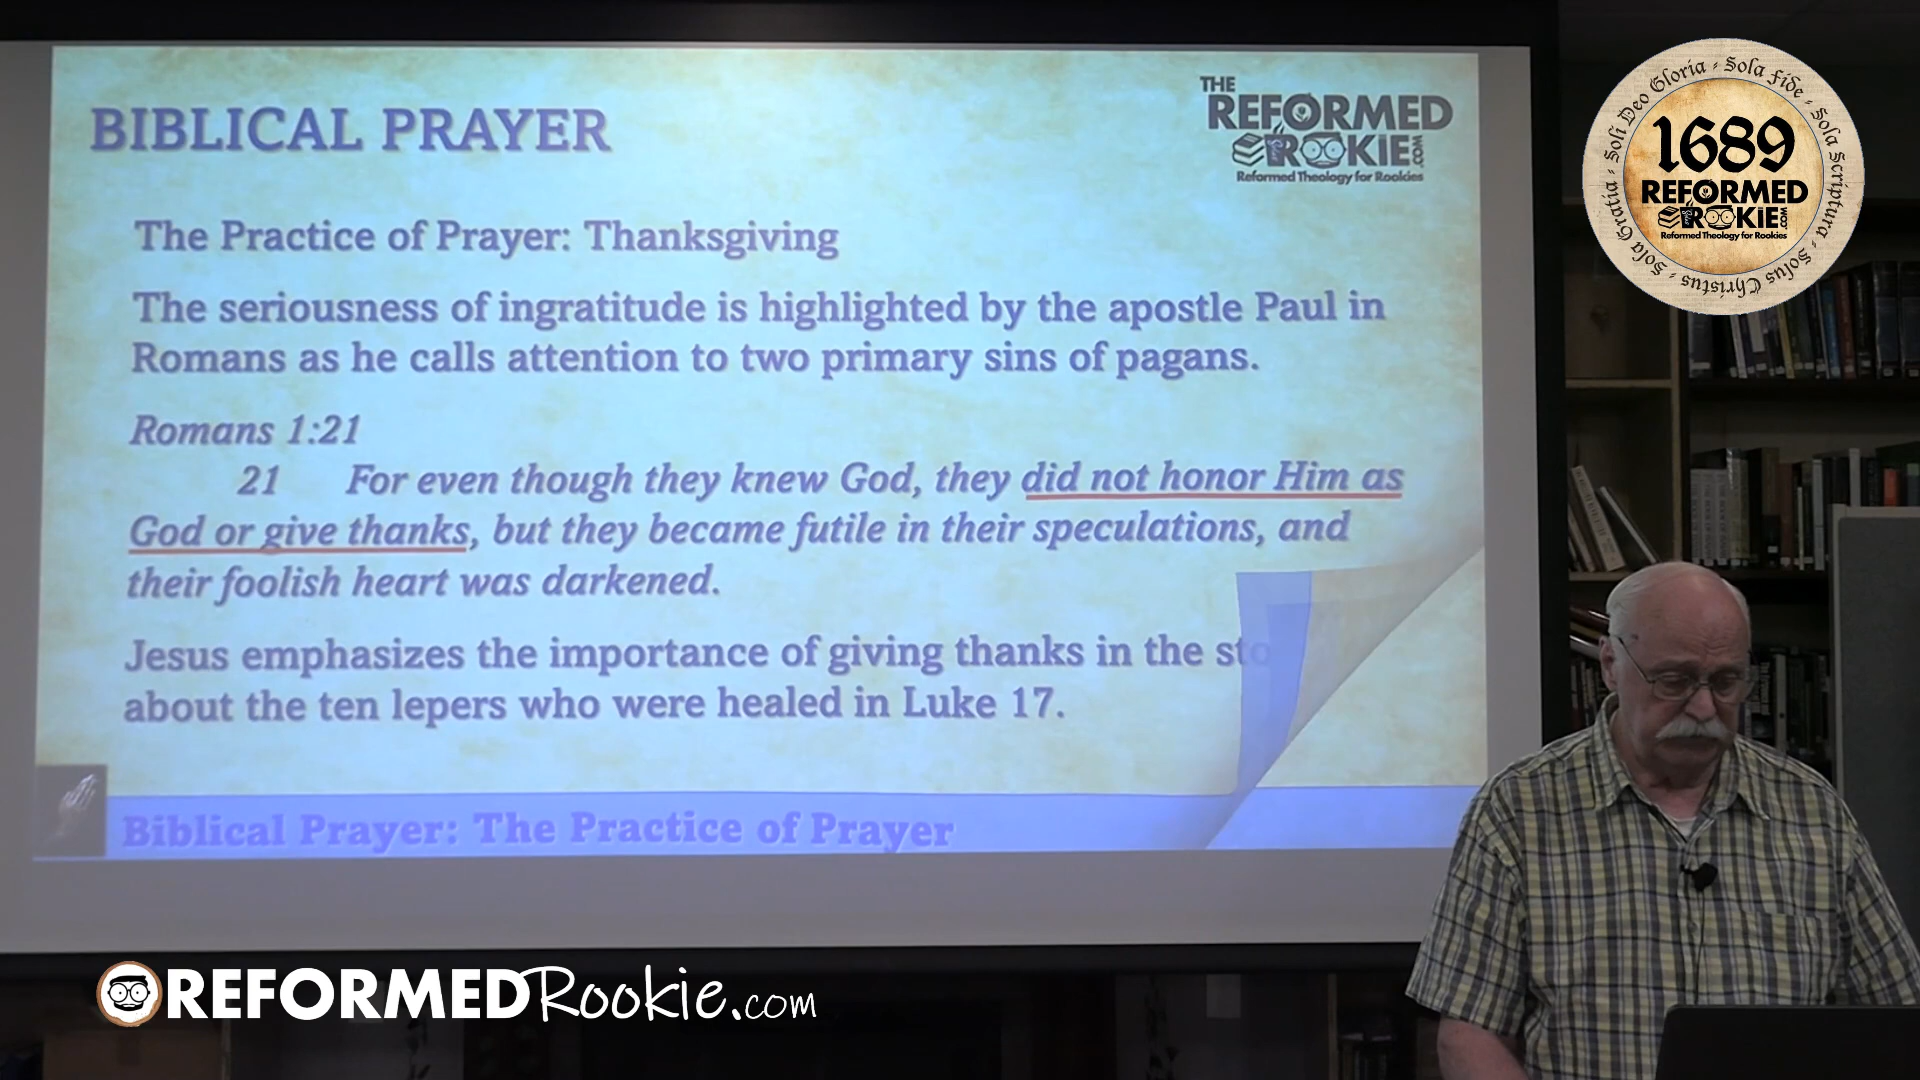 BIBLICAL PRAYER
THE
REFORMED
ROOKIE.COM
Reformed Theology for Rookies
The Practice of Prayer: Thanksgiving
The seriousness of ingratitude is highlighted by the apostle Paul in
Romans as he calls attention to two primary sins of pagans.
Romans 1:21
21 For even though they knew God, they did not honor Him as
God or give thanks, but they became futile in their speculations, and
their foolish heart was darkened.
Jesus emphasizes the importance of giving thanks in the sto
about the ten lepers who were healed in Luke 17.
Biblical Prayer: The Practice of Prayer
Soli Deo Gloria - Sola Fide - Sola Scriptura - Solus Christus - Sola Gratia -
1689
REFORMED
ROOKIE.COM
Reformed Theology for Rookies
REFORMED Rookie.com